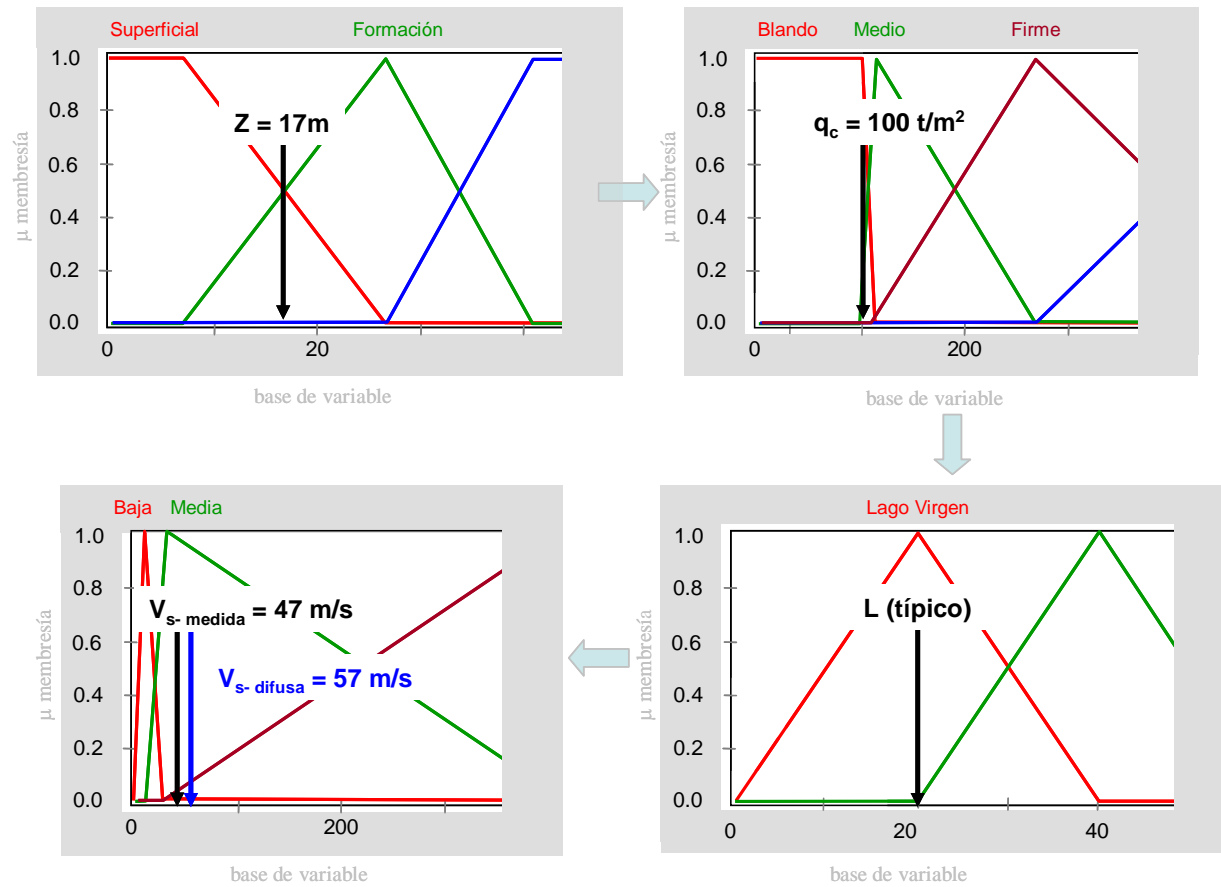 Superficial Formación
1.0
0.8
0.6
0.4
0.2
0.0
μ membresía
Z = 17m
0 20
base de variable
Blando Medio Firme
1.0
0.8
0.6
0.4
0.2
0.0
μ membresía
qc = 100 t/m²
0 200
base de variable
Baja Media
1.0
0.8
0.6
0.4
0.2
0.0
μ membresía
Vs- medida = 47 m/s
Vs- difusa = 57 m/s
0 200
base de variable
Lago Virgen
1.0
0.8
0.6
0.4
0.2
0.0
μ membresía
L (típico)
0 20 40
base de variable